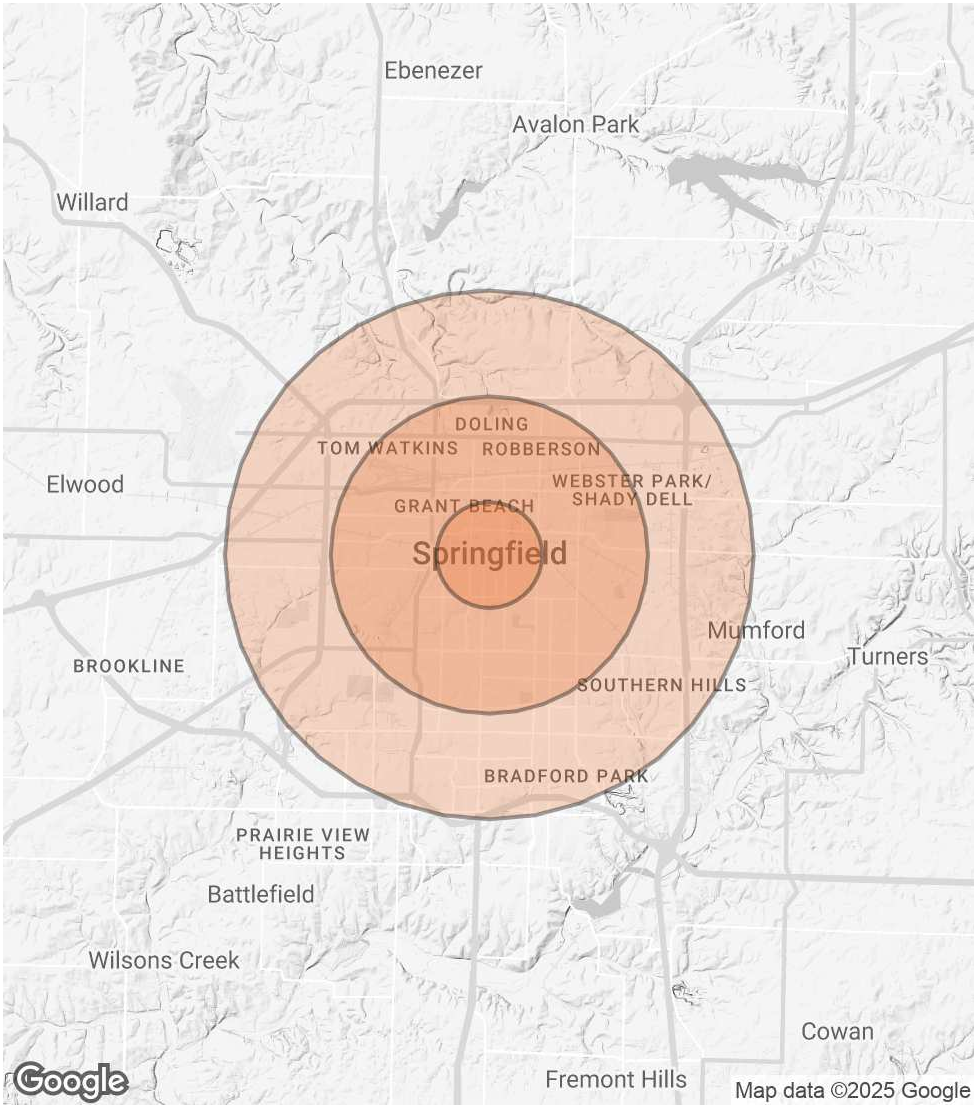 Ebenezer
Avalon Park
Willard
DOLING
TOM WATKINS
ROBBERSON
Elwood
WEBSTER PARK/
SHADY DELL
GRANT BEACH
Springfield
Mumford
Turners
BROOKLINE
SOUTHERN HILLS
BRADFORD PARK
PRAIRIE VIEW
HEIGHTS
Battlefield
Wilsons Creek
Cowan
Google
Fremont Hills
Map data ©2025 Google